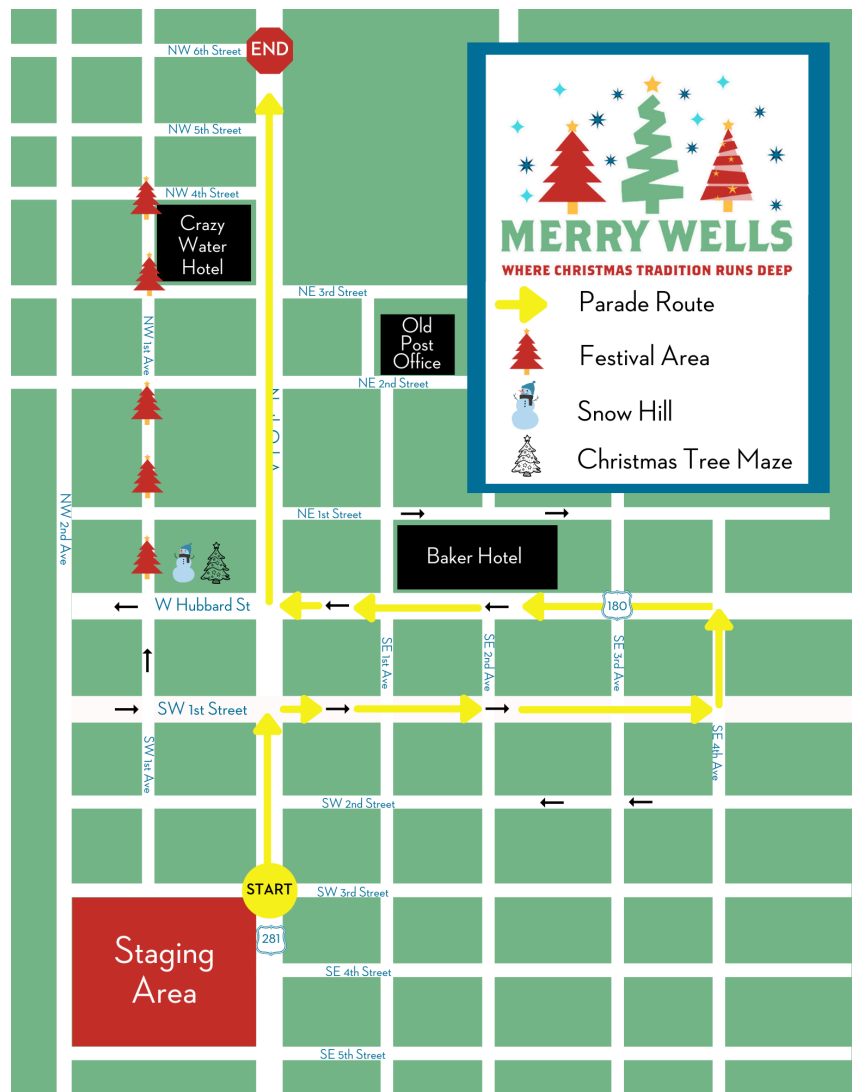 NW 6th Street
END
NW 5th Street
NW 4th Street
Crazy
Water
Hotel
NE 3rd Street
NW 1st Ave
Old
Post
Office
NE 2nd Street
MERRY WELLS
WHERE CHRISTMAS TRADITION RUNS DEEP
Parade Route
Festival Area
Snow Hill
Christmas Tree Maze
NW 2nd Ave
NE 1st Street
Baker Hotel
W Hubbard St
180
SE 1st Ave
SE 2nd Ave
SE 3rd Ave
SW 1st Street
SW 1st Ave
SE 4th Ave
SW 2nd Street
START
SW 3rd Street
281
Staging
Area
SE 4th Street
SE 5th Street